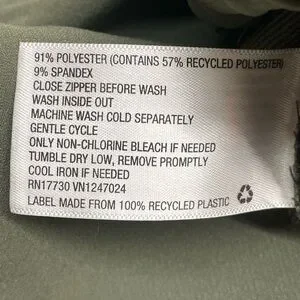 91% POLYESTER (CONTAINS 57% RECYCLED POLYESTER)
9% SPANDEX
CLOSE ZIPPER BEFORE WASH
WASH INSIDE OUT
MACHINE WASH COLD SEPARATELY
GENTLE CYCLE
ONLY NON-CHLORINE BLEACH IF NEEDED
TUMBLE DRY LOW, REMOVE PROMPTLY
COOL IRON IF NEEDED
RN17730 VN1247024
LABEL MADE FROM 100% RECYCLED PLASTIC